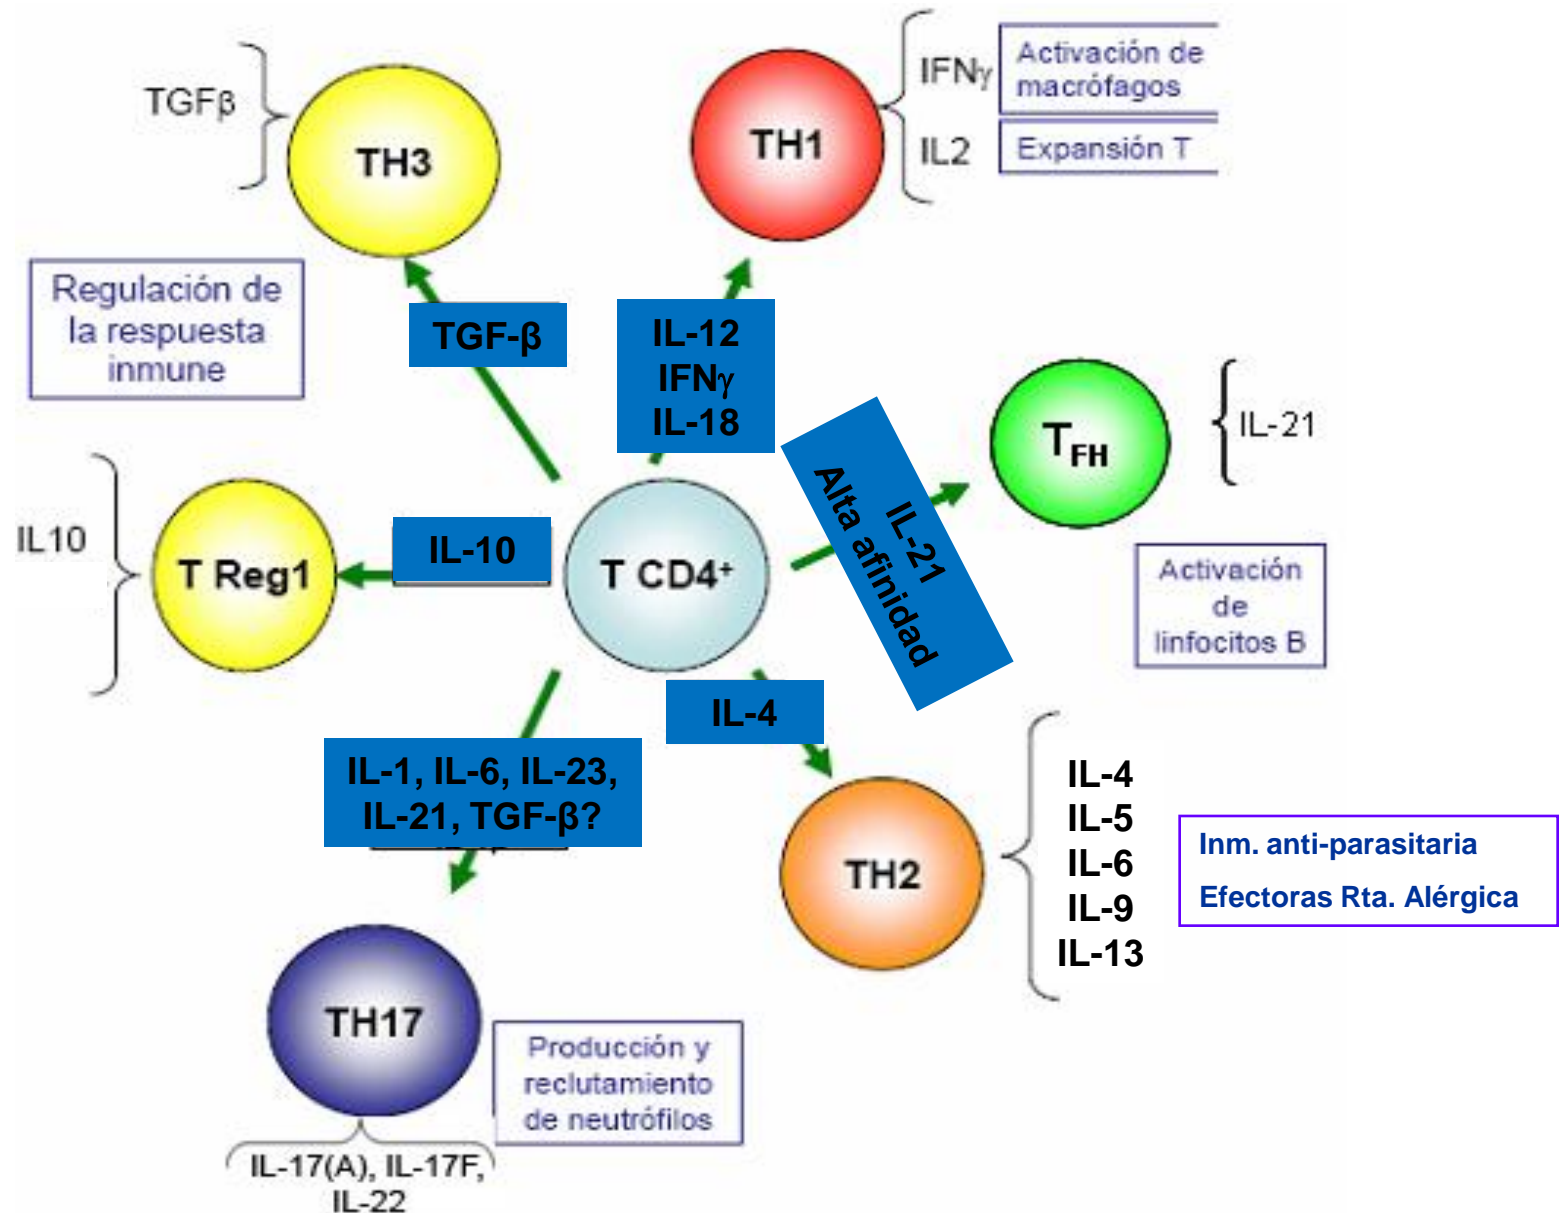 TGFβ
TH3
Regulación de
la respuesta
inmune
TGF-β
TH1
IFNγ
IL2
Activación de
macrófagos
Expansión T
IL-12
IFNγ
IL-18
IL-21
Alta afinidad
TFH
IL-21
Activación
de
linfocitos B
IL10
T Reg1
IL-10
T CD4+
IL-4
TH2
IL-4
IL-5
IL-6
IL-9
IL-13
Inm. anti-parasitaria
Efectoras Rta. Alérgica
IL-1, IL-6, IL-23,
IL-21, TGF-β?
TH17
Producción y
reclutamiento
de neutrófilos
IL-17(A), IL-17F,
IL-22